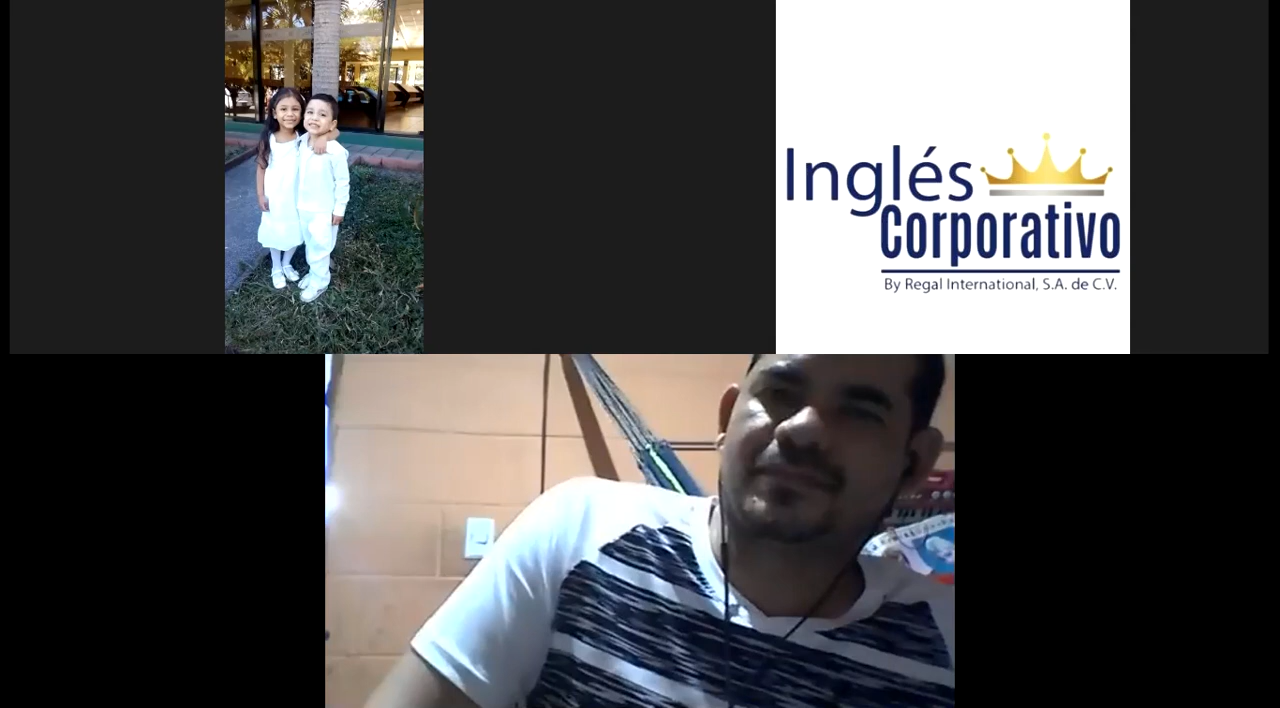 Inglés
Corporativo
By Regal International, S.A. de C.V.